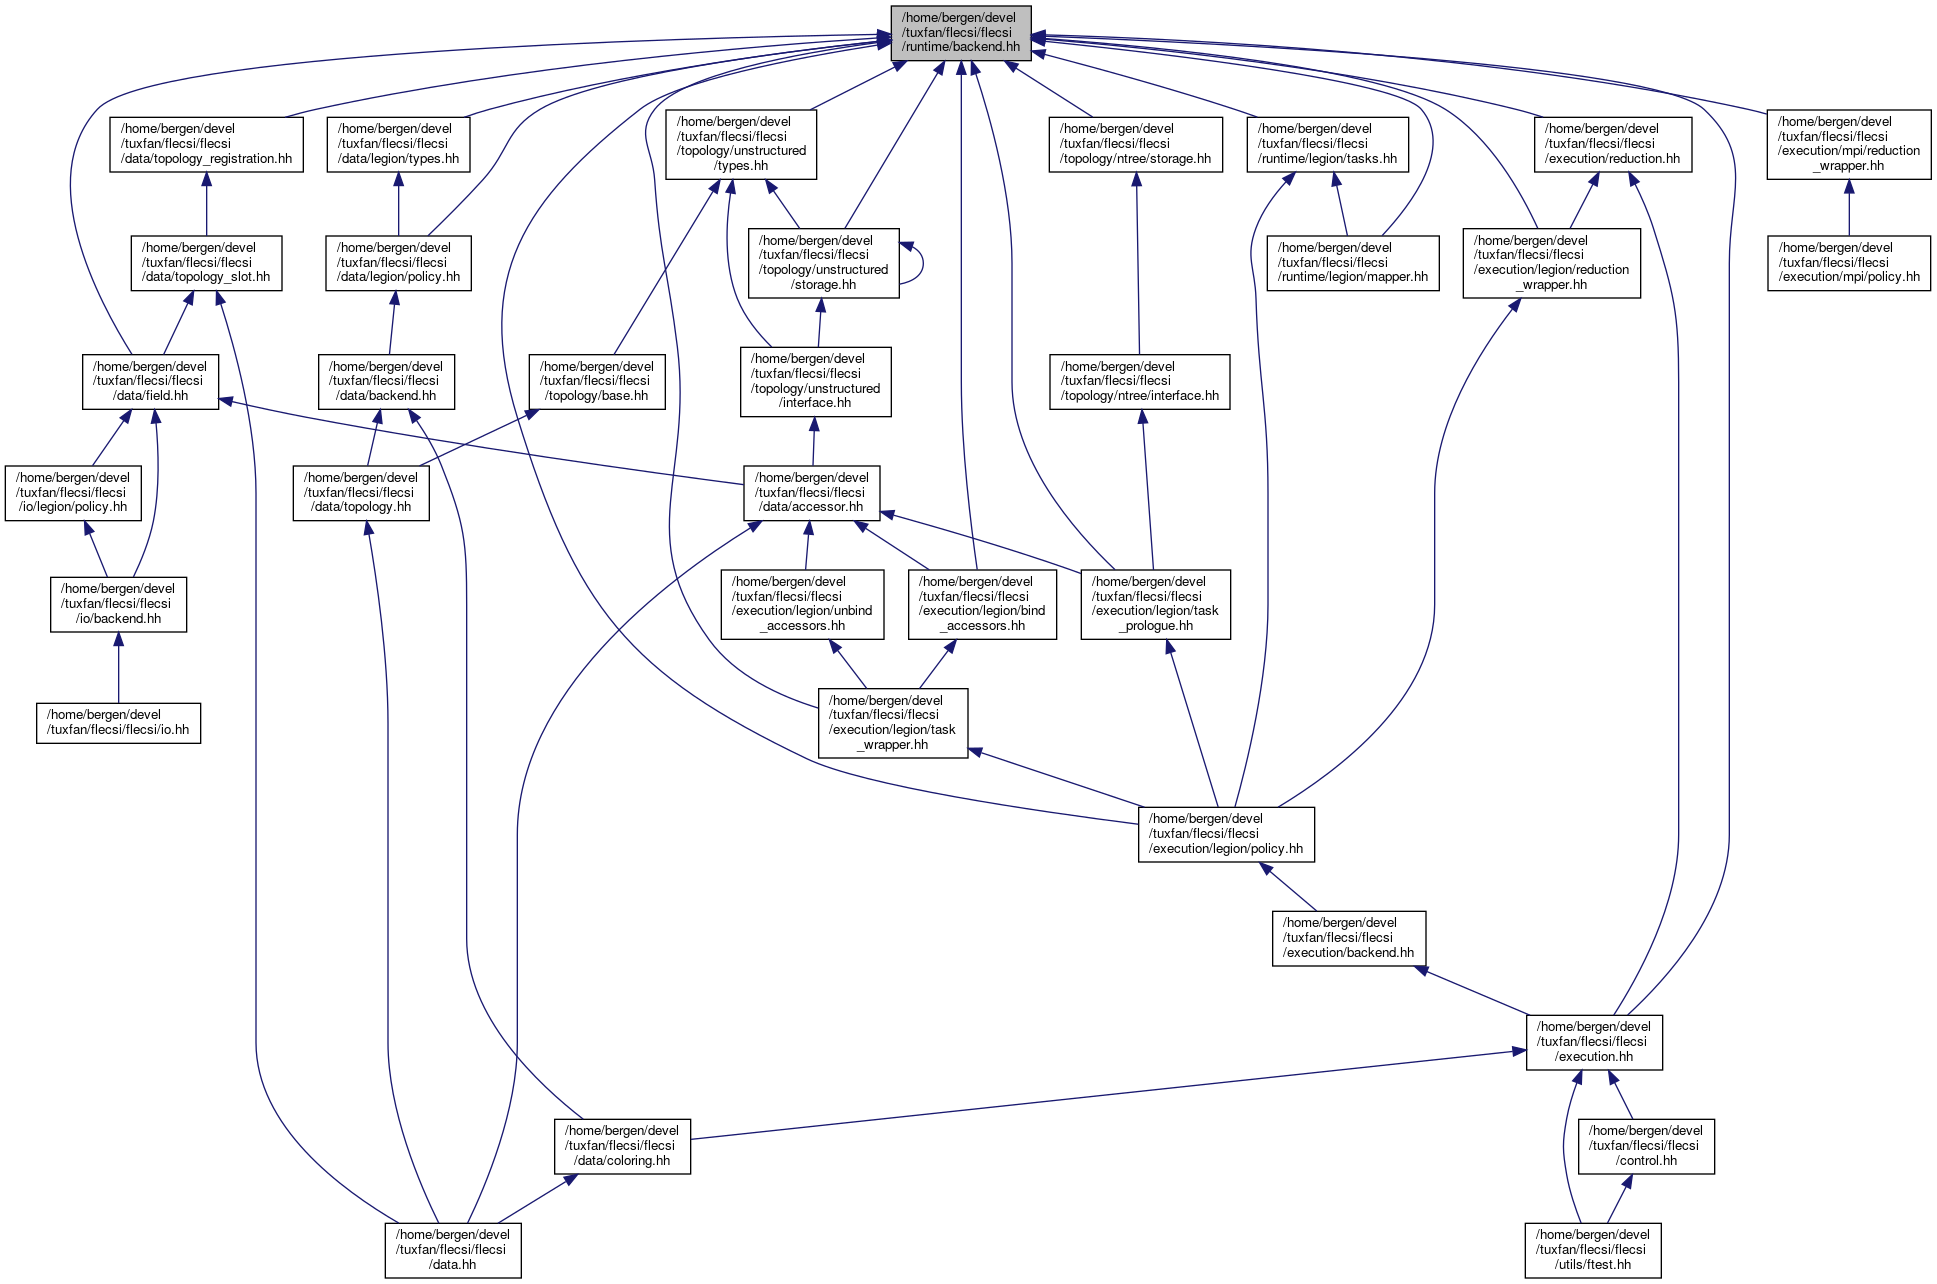 /home/bergen/devel
/tuxfan/flecsi/flecsi
/runtime/backend.hh
/home/bergen/devel
/tuxfan/flecsi/flecsi
/data/topology_registration.hh
/home/bergen/devel
/tuxfan/flecsi/flecsi
/data/legion/types.hh
/home/bergen/devel
/tuxfan/flecsi/flecsi
/topology/unstructured
/types.hh
/home/bergen/devel
/tuxfan/flecsi/flecsi
/topology/ntree/storage.hh
/home/bergen/devel
/tuxfan/flecsi/flecsi
/runtime/legion/tasks.hh
/home/bergen/devel
/tuxfan/flecsi/flecsi
/execution/reduction.hh
/home/bergen/devel
/tuxfan/flecsi/flecsi
/execution/mpi/reduction
_wrapper.hh
/home/bergen/devel
/tuxfan/flecsi/flecsi
/data/topology_slot.hh
/home/bergen/devel
/tuxfan/flecsi/flecsi
/data/legion/policy.hh
/home/bergen/devel
/tuxfan/flecsi/flecsi
/topology/unstructured
/storage.hh
/home/bergen/devel
/tuxfan/flecsi/flecsi
/runtime/legion/mapper.hh
/home/bergen/devel
/tuxfan/flecsi/flecsi
/execution/legion/reduction
_wrapper.hh
/home/bergen/devel
/tuxfan/flecsi/flecsi
/execution/mpi/policy.hh
/home/bergen/devel
/tuxfan/flecsi/flecsi
/data/field.hh
/home/bergen/devel
/tuxfan/flecsi/flecsi
/data/backend.hh
/home/bergen/devel
/tuxfan/flecsi/flecsi
/topology/base.hh
/home/bergen/devel
/tuxfan/flecsi/flecsi
/topology/unstructured
/interface.hh
/home/bergen/devel
/tuxfan/flecsi/flecsi
/topology/ntree/interface.hh
/home/bergen/devel
/tuxfan/flecsi/flecsi
/io/legion/policy.hh
/home/bergen/devel
/tuxfan/flecsi/flecsi
/data/topology.hh
/home/bergen/devel
/tuxfan/flecsi/flecsi
/data/accessor.hh
/home/bergen/devel
/tuxfan/flecsi/flecsi
/io/backend.hh
/home/bergen/devel
/tuxfan/flecsi/flecsi
/execution/legion/unbind
_accessors.hh
/home/bergen/devel
/tuxfan/flecsi/flecsi
/execution/legion/bind
_accessors.hh
/home/bergen/devel
/tuxfan/flecsi/flecsi
/execution/legion/task
_prologue.hh
/home/bergen/devel
/tuxfan/flecsi/flecsi/io.hh
/home/bergen/devel
/tuxfan/flecsi/flecsi
/execution/legion/task
_wrapper.hh
/home/bergen/devel
/tuxfan/flecsi/flecsi
/execution/legion/policy.hh
/home/bergen/devel
/tuxfan/flecsi/flecsi
/execution/backend.hh
/home/bergen/devel
/tuxfan/flecsi/flecsi
/execution.hh
/home/bergen/devel
/tuxfan/flecsi/flecsi
/data/coloring.hh
/home/bergen/devel
/tuxfan/flecsi/flecsi
/control.hh
/home/bergen/devel
/tuxfan/flecsi/flecsi
/data.hh
/home/bergen/devel
/tuxfan/flecsi/flecsi
/utils/ftest.hh